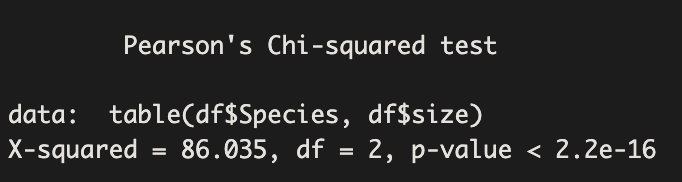 Pearson's Chi-squared test
data:  table(df$Species, df$size)
X-squared = 86.035, df = 2, p-value < 2.2e-16